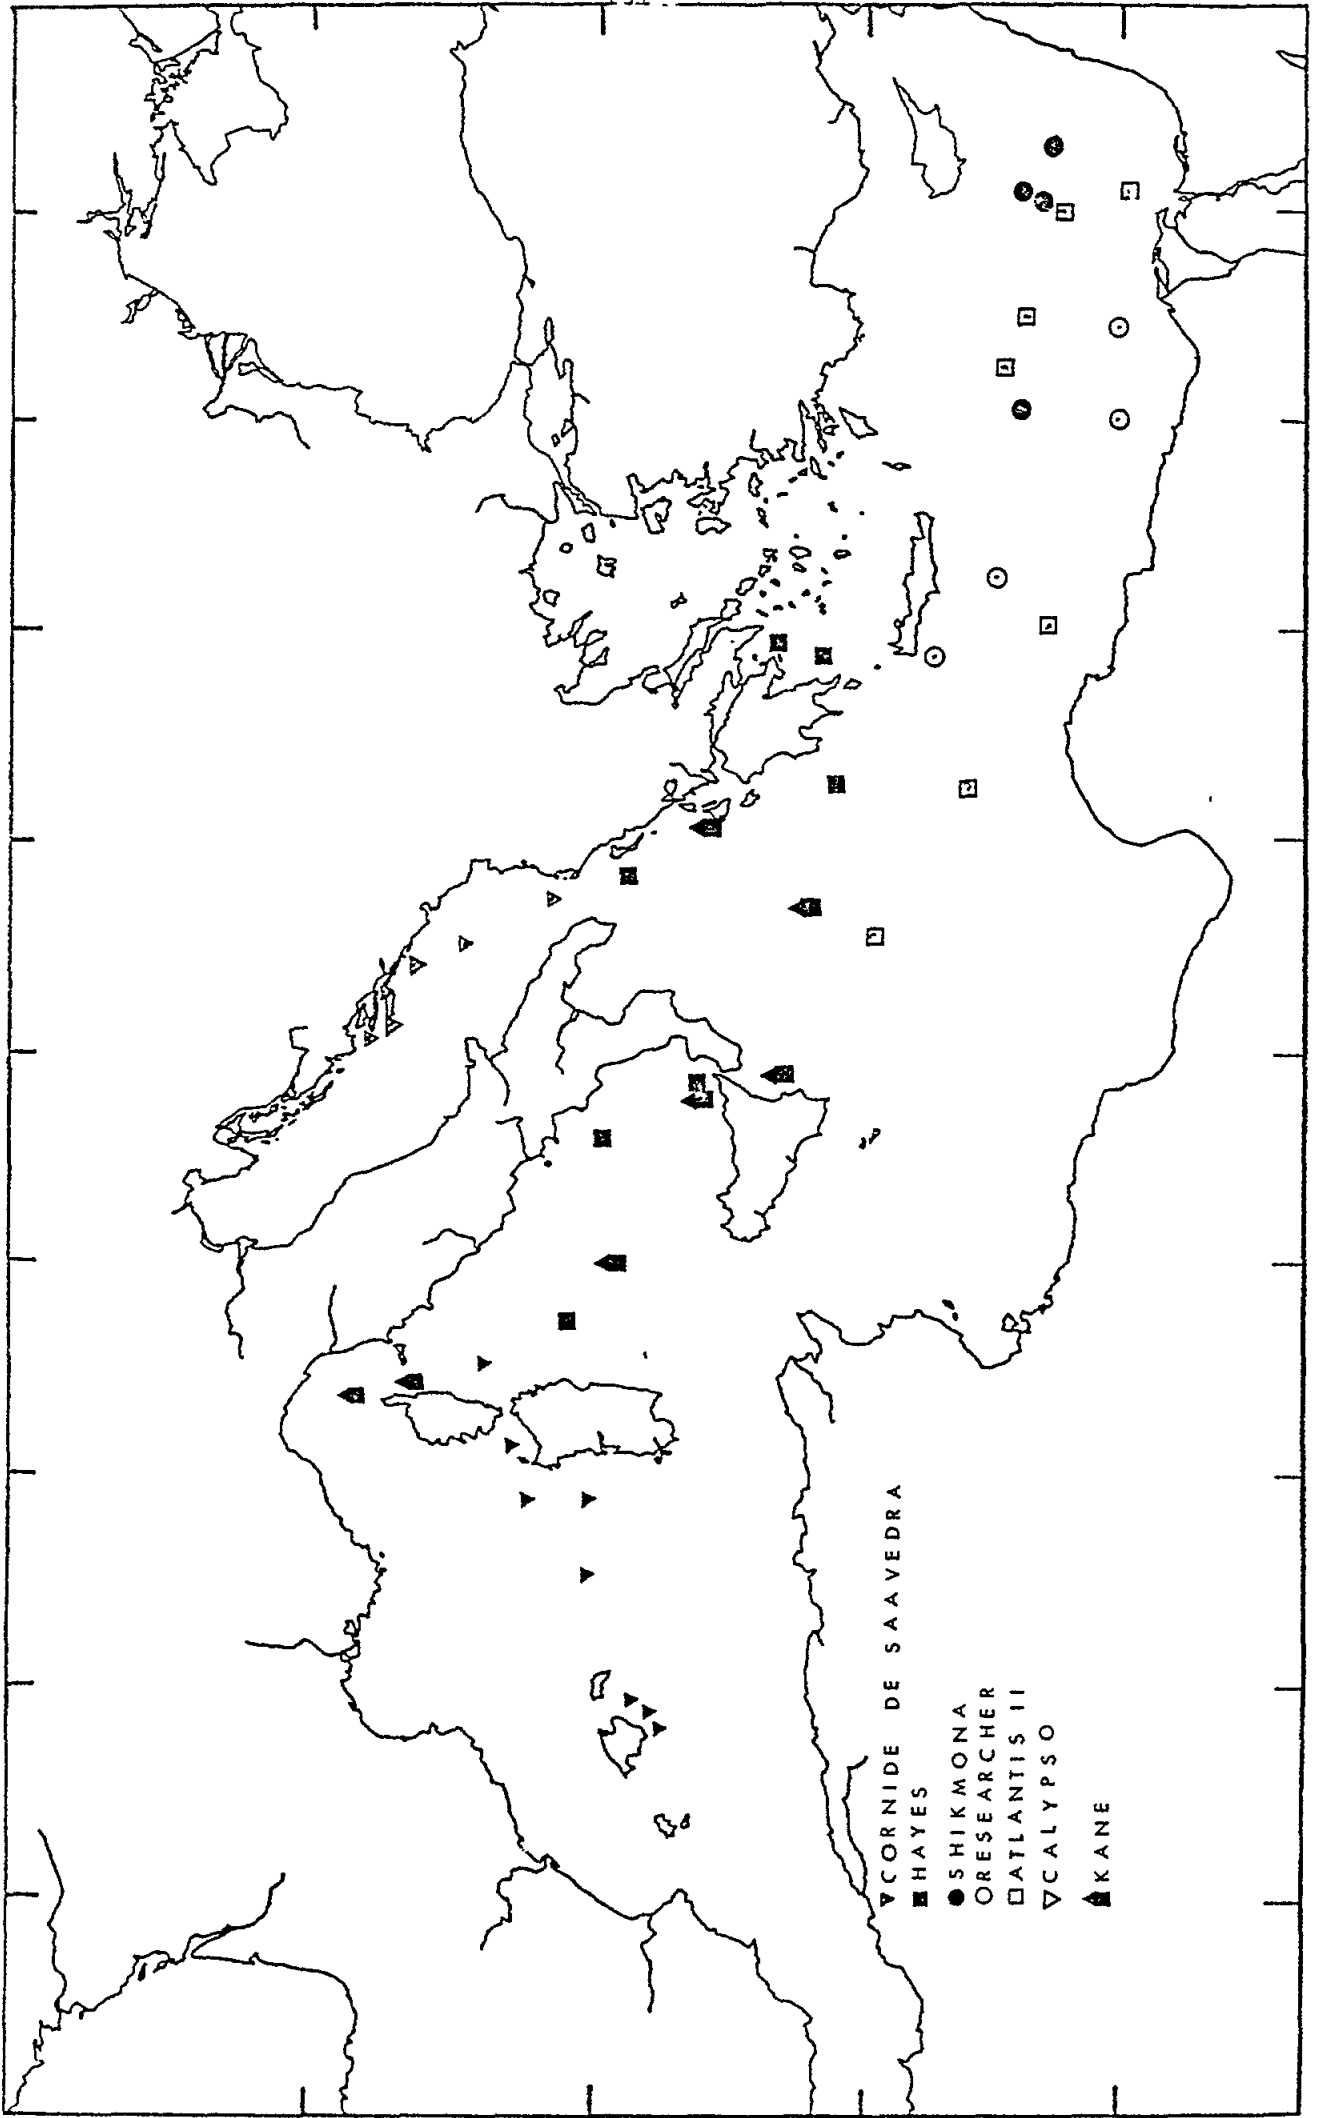 CORNIDE DE SAAVEDRA
HAYES
SHIKMONA
RESEARCHER
ATLANTIS II
CALYPSO
KANE